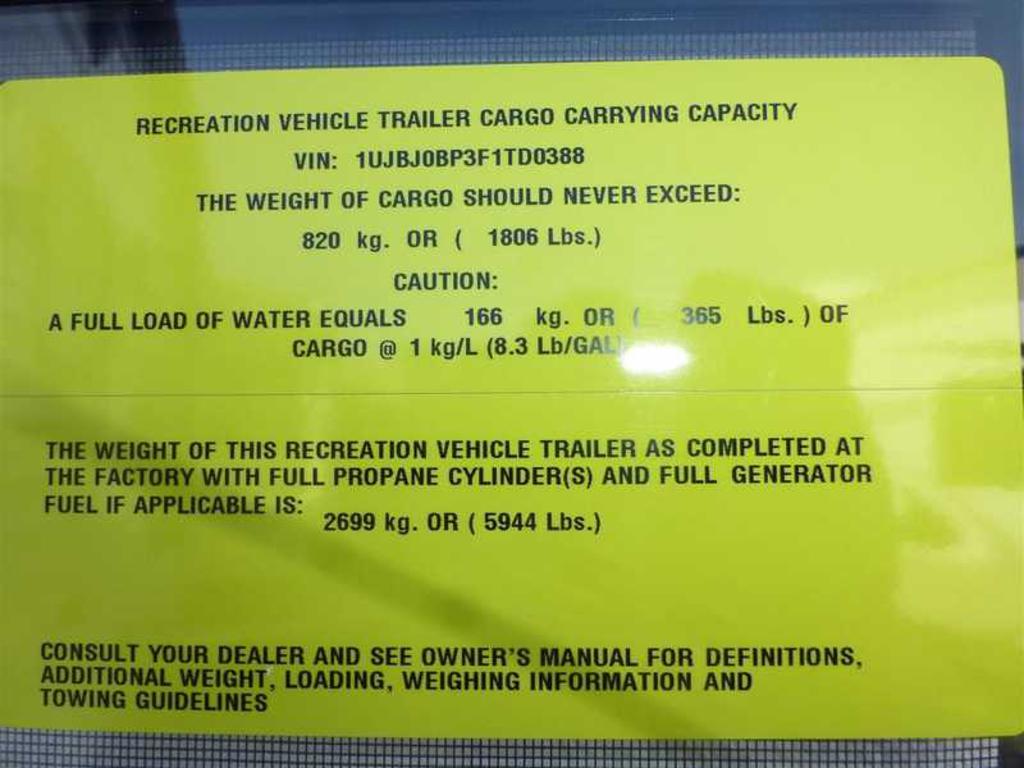 RECREATION VEHICLE TRAILER CARGO CARRYING CAPACITY
VIN: 1UJBJ0BP3F1TD0388
THE WEIGHT OF CARGO SHOULD NEVER EXCEED:
820 kg. OR ( 1806 Lbs.)
CAUTION:
A FULL LOAD OF WATER EQUALS 166 kg. OR ( 365 Lbs. ) OF
CARGO @ 1 kg/L (8.3 Lb/GAL)
THE WEIGHT OF THIS RECREATION VEHICLE TRAILER AS COMPLETED AT
THE FACTORY WITH FULL PROPANE CYLINDER(S) AND FULL GENERATOR
FUEL IF APPLICABLE IS:
2699 kg. OR ( 5944 Lbs.)
CONSULT YOUR DEALER AND SEE OWNER'S MANUAL FOR DEFINITIONS,
ADDITIONAL WEIGHT, LOADING, WEIGHING INFORMATION AND
TOWING GUIDELINES